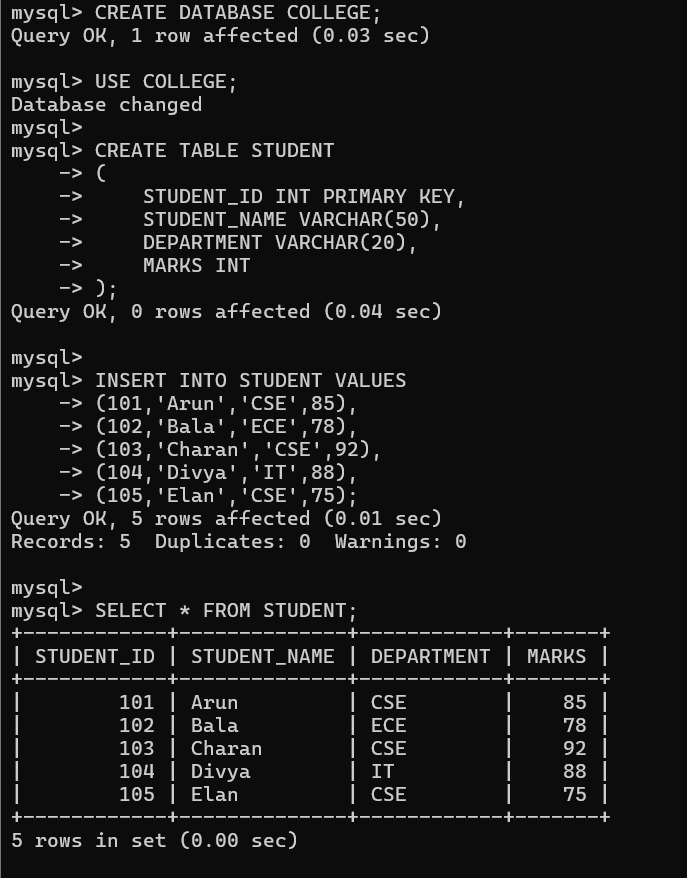 mysql> CREATE DATABASE COLLEGE;
Query OK, 1 row affected (0.03 sec)

mysql> USE COLLEGE;
Database changed
mysql>
mysql> CREATE TABLE STUDENT
    -> (
    ->     STUDENT_ID INT PRIMARY KEY,
    ->     STUDENT_NAME VARCHAR(50),
    ->     DEPARTMENT VARCHAR(20),
    ->     MARKS INT
    -> );
Query OK, 0 rows affected (0.04 sec)

mysql>
mysql> INSERT INTO STUDENT VALUES
    -> (101,'Arun','CSE',85),
    -> (102,'Bala','ECE',78),
    -> (103,'Charan','CSE',92),
    -> (104,'Divya','IT',88),
    -> (105,'Elan','CSE',75);
Query OK, 5 rows affected (0.01 sec)
Records: 5  Duplicates: 0  Warnings: 0

mysql>
mysql> SELECT * FROM STUDENT;
+------------+--------------+------------+-------+
| STUDENT_ID | STUDENT_NAME | DEPARTMENT | MARKS |
+------------+--------------+------------+-------+
|        101 | Arun         | CSE        |    85 |
|        102 | Bala         | ECE        |    78 |
|        103 | Charan       | CSE        |    92 |
|        104 | Divya        | IT         |    88 |
|        105 | Elan         | CSE        |    75 |
+------------+--------------+------------+-------+
5 rows in set (0.00 sec)